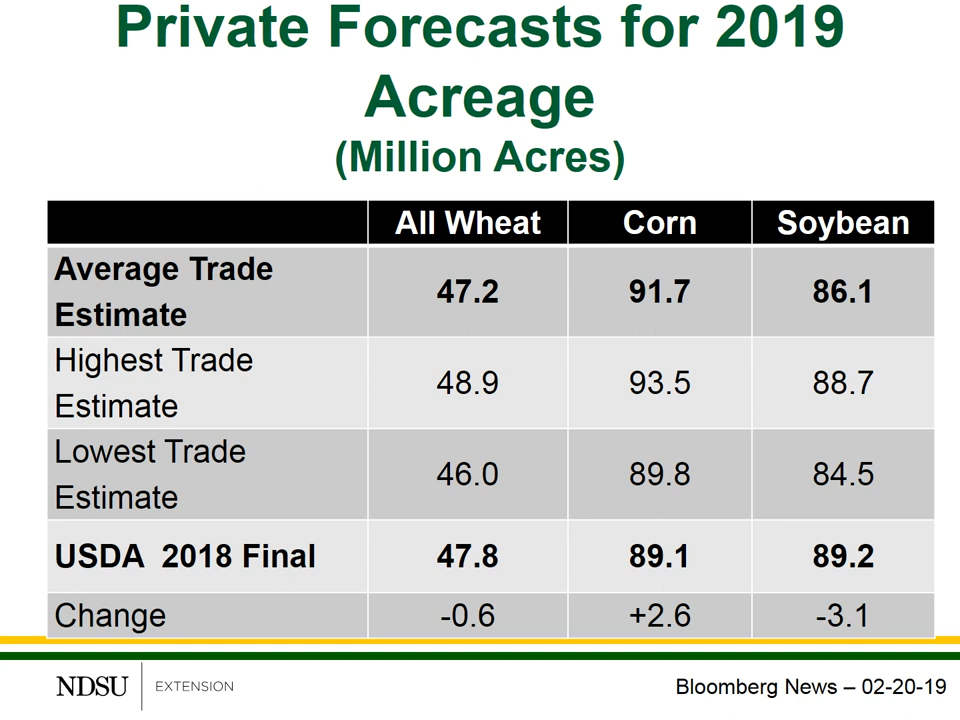 Private Forecasts for 2019
Acreage
(Million Acres)
All Wheat Corn Soybean
Average Trade
Estimate
47.2 91.7 86.1
Highest Trade
Estimate
48.9 93.5 88.7
Lowest Trade
Estimate
46.0 89.8 84.5
USDA  2018 Final 47.8 89.1 89.2
Change -0.6 +2.6 -3.1
NDSU EXTENSION
Bloomberg News – 02-20-19